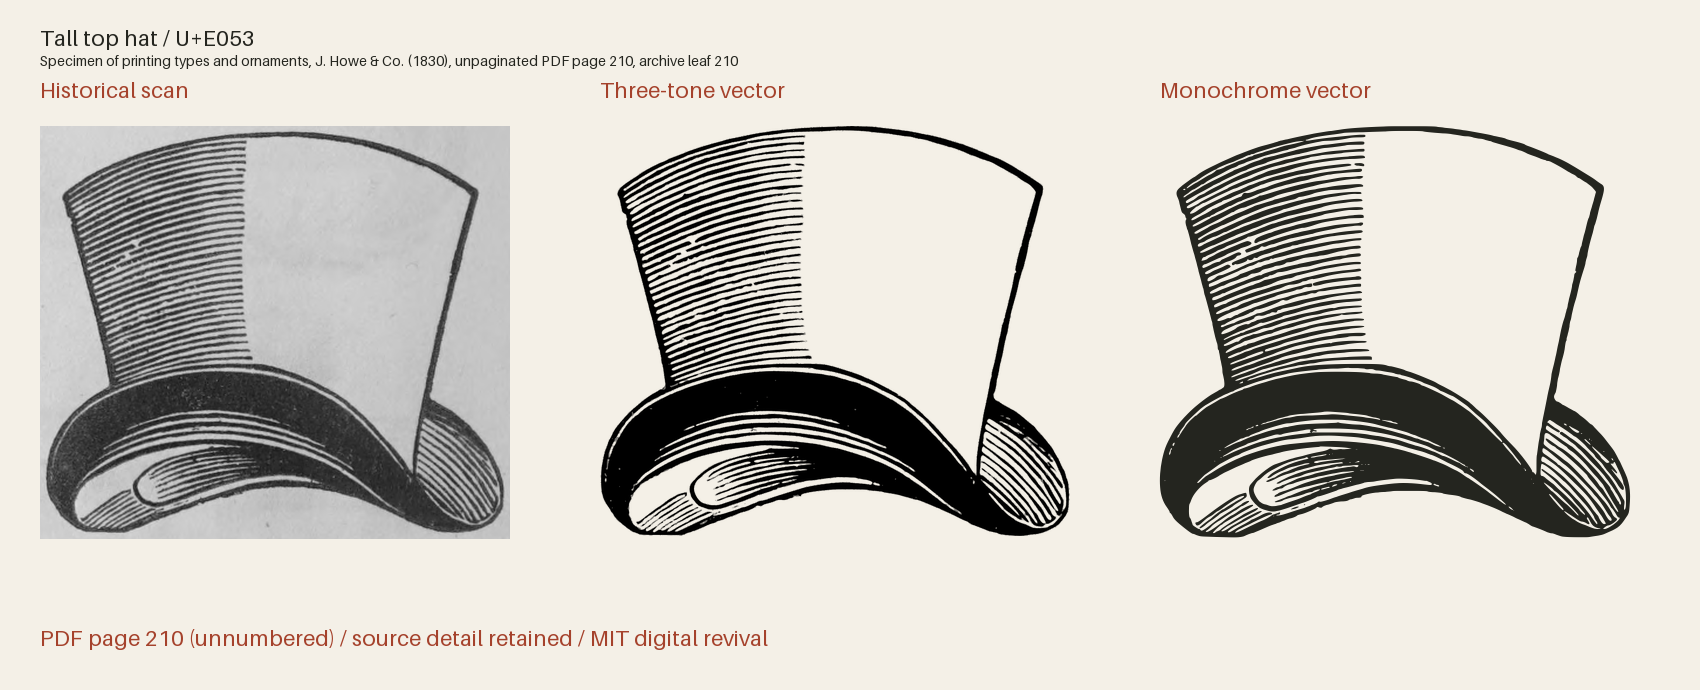 Tall top hat / U+E053
Specimen of printing types and ornaments, J. Howe & Co. (1830), unpaginated PDF page 210, archive leaf 210
Historical scan
Three-tone vector
Monochrome vector
PDF page 210 (unnumbered) / source detail retained / MIT digital revival